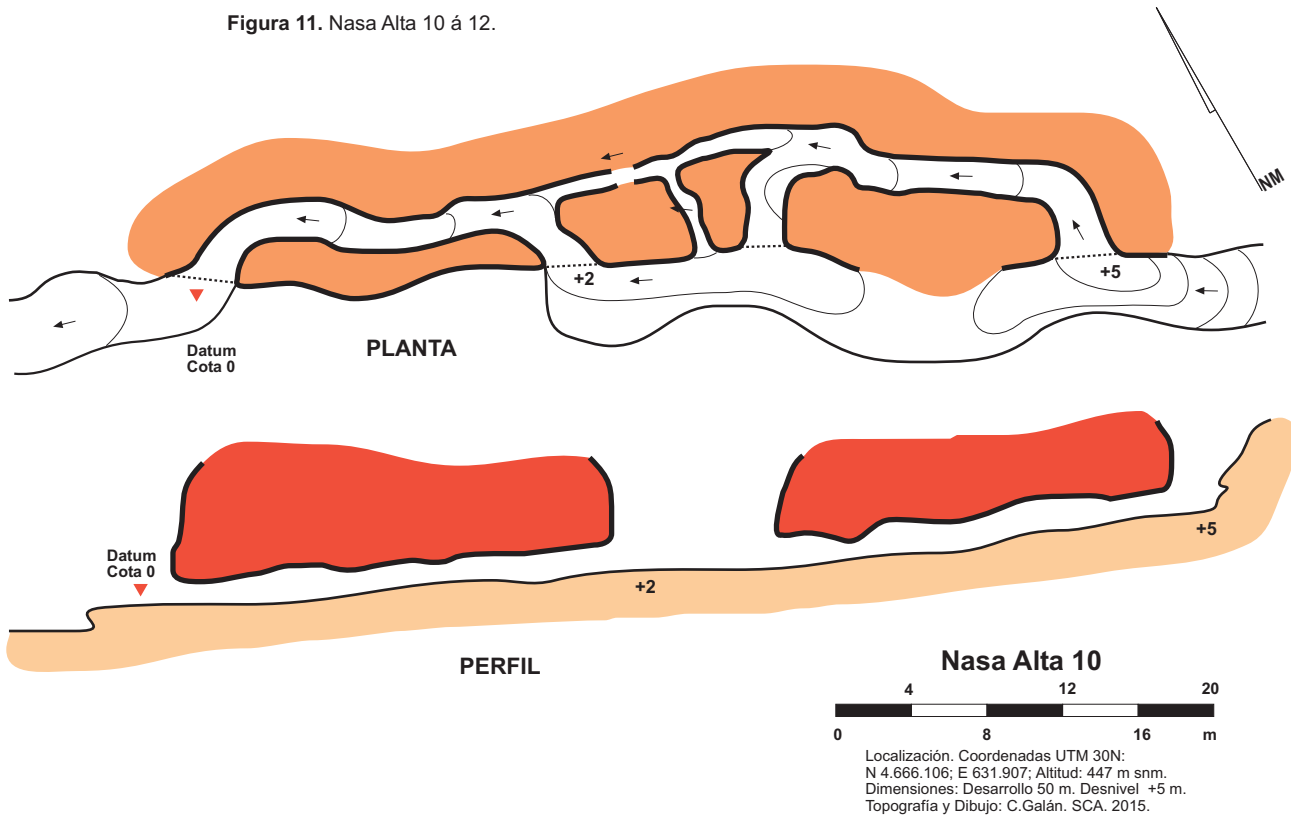 Figura 11. Nasa Alta 10 á 12.
NM
+2
+5
Datum
Cota 0
PLANTA
Datum
Cota 0
+5
+2
PERFIL
Nasa Alta 10
4 12 20
0 8 16 m
Localización. Coordenadas UTM 30N:
N 4.666.106; E 631.907; Altitud: 447 m snm.
Dimensiones: Desarrollo 50 m. Desnivel +5 m.
Topografía y Dibujo: C.Galán. SCA. 2015.